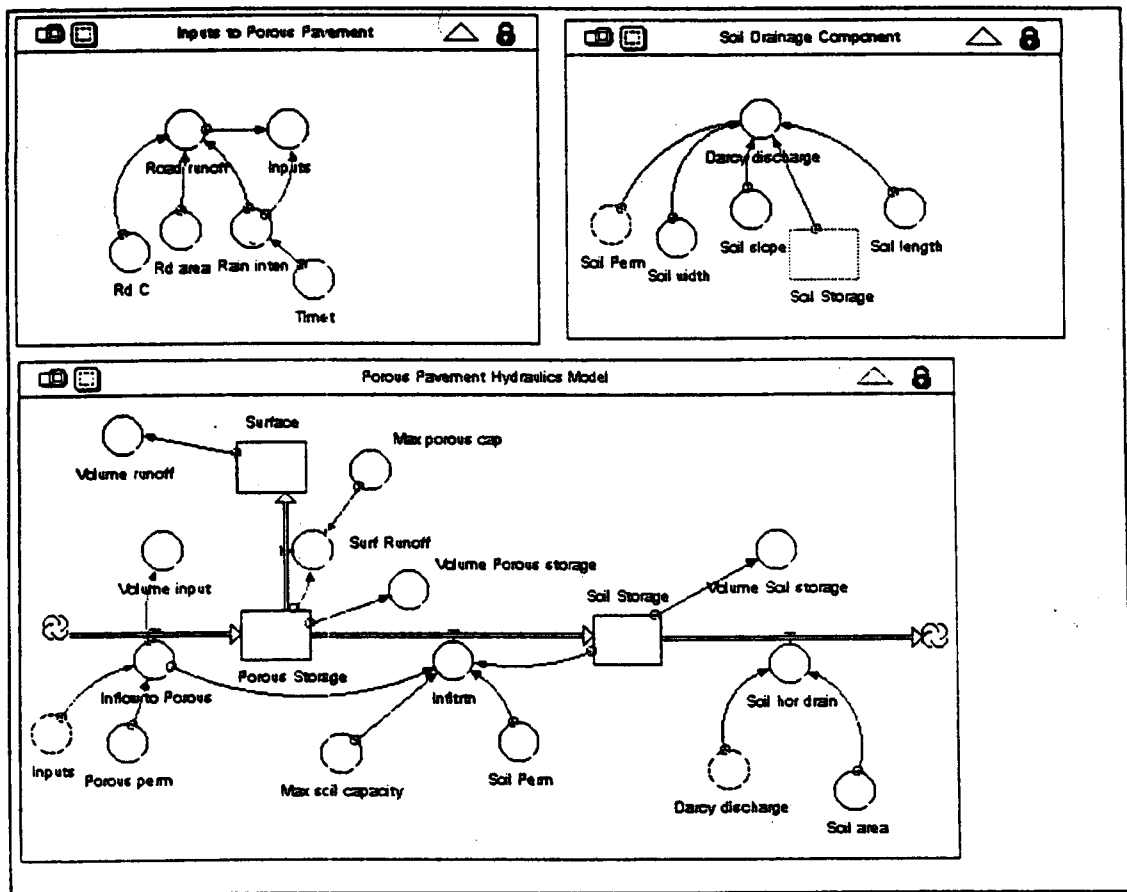 Inputs to Porous Pavement
Road runoff
Inputs
Rd C
Rd area
Rain inten
Timet
Soil Drainage Component
Darcy discharge
Soil Perm
Soil width
Soil slope
Soil Storage
Soil length
Porous Pavement Hydraulics Model
Surface
Volume runoff
Max porous cap
Surf Runoff
Volume input
Volume Porous storage
Soil Storage
Volume Soil storage
Porous Storage
Inflow to Porous
Infiltrn
Soil hor drain
Inputs
Porous perm
Max soil capacity
Soil Perm
Darcy discharge
Soil area